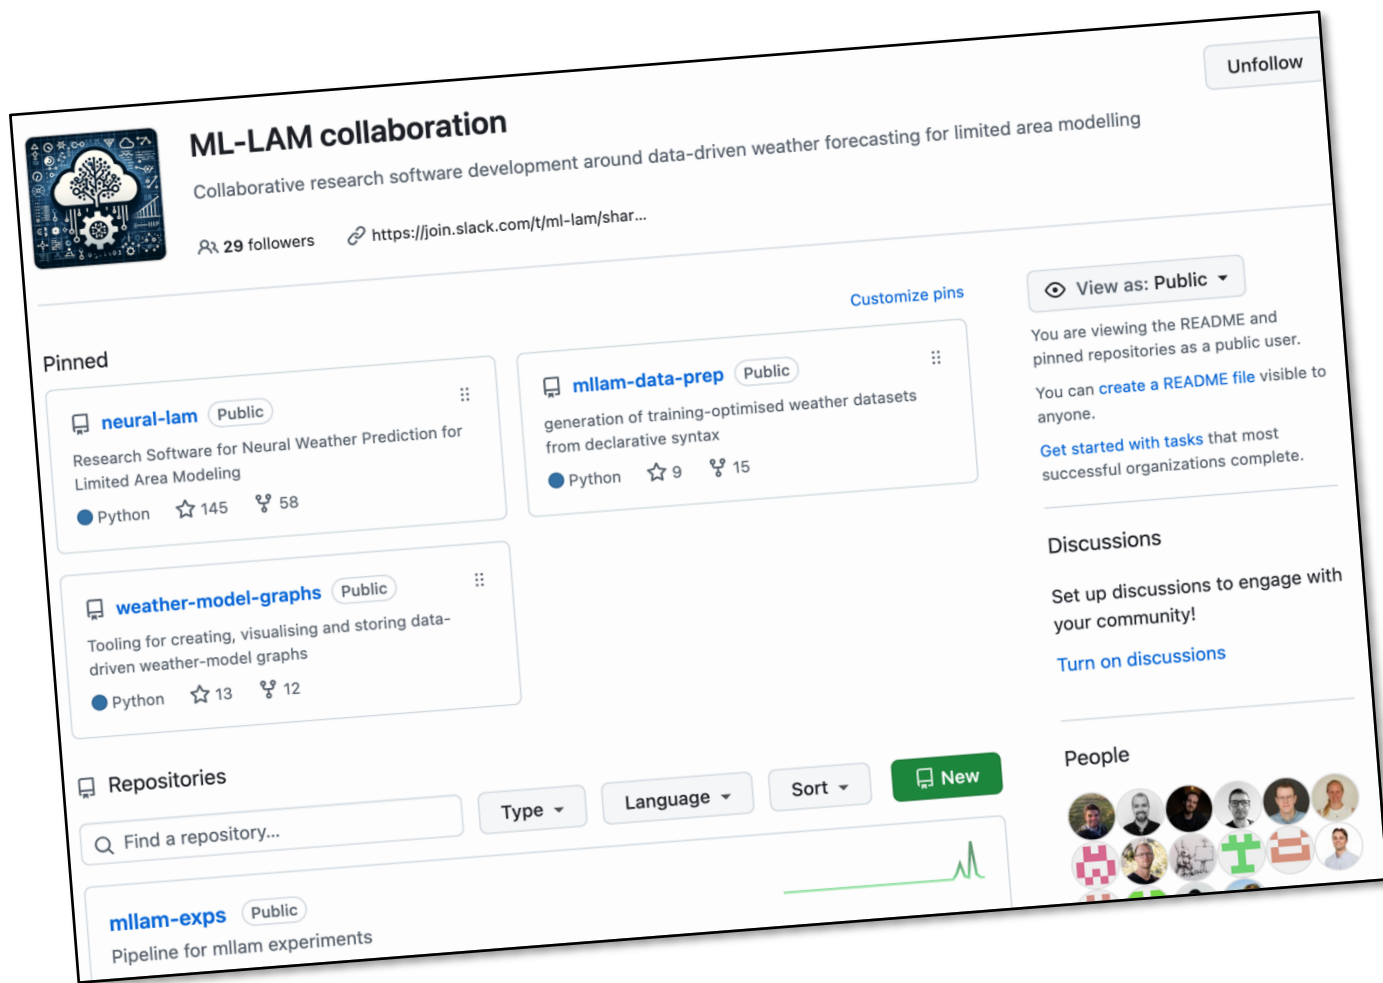 Unfollow
ML-LAM collaboration
Collaborative research software development around data-driven weather forecasting for limited area modelling
29 followers
https://join.slack.com/t/ml-lam/shar...
Customize pins
Pinned
neural-lam Public
Research Software for Neural Weather Prediction for
Limited Area Modeling
Python 145 58
mllam-data-prep Public
generation of training-optimised weather datasets
from declarative syntax
Python 9 15
weather-model-graphs Public
Tooling for creating, visualising and storing data-
driven weather-model graphs
Python 13 12
Repositories
Find a repository...
Type
Language
Sort
New
mllam-exps Public
Pipeline for mllam experiments
View as: Public
You are viewing the README and
pinned repositories as a public user.
You can create a README file visible to
anyone.
Get started with tasks that most
successful organizations complete.
Discussions
Set up discussions to engage with
your community!
Turn on discussions
People